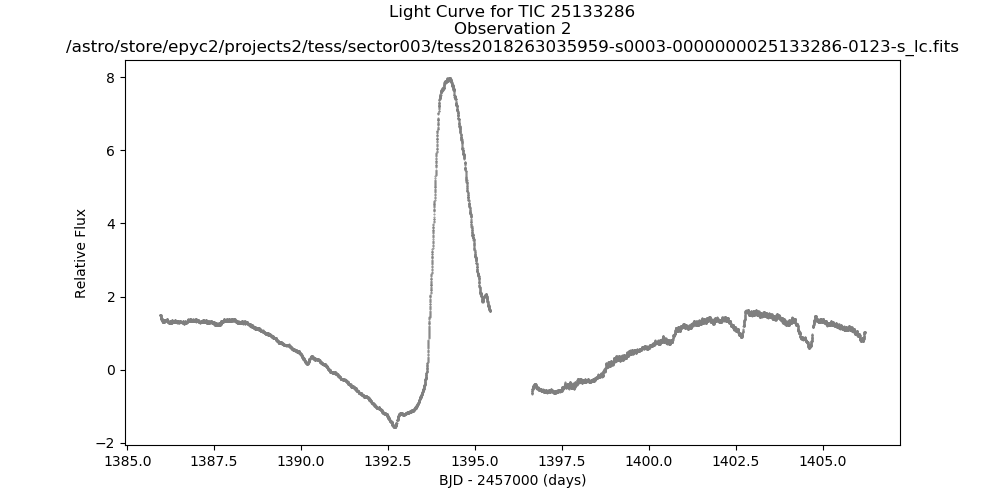 Light Curve for TIC 25133286
Observation 2
/astro/store/epyc2/projects2/tess/sector003/tess2018263035959-s0003-0000000025133286-0123-s_lc.fits
8
6
4
2
0
−2
Relative Flux
1385.0 1387.5 1390.0 1392.5 1395.0 1397.5 1400.0 1402.5 1405.0
BJD - 2457000 (days)